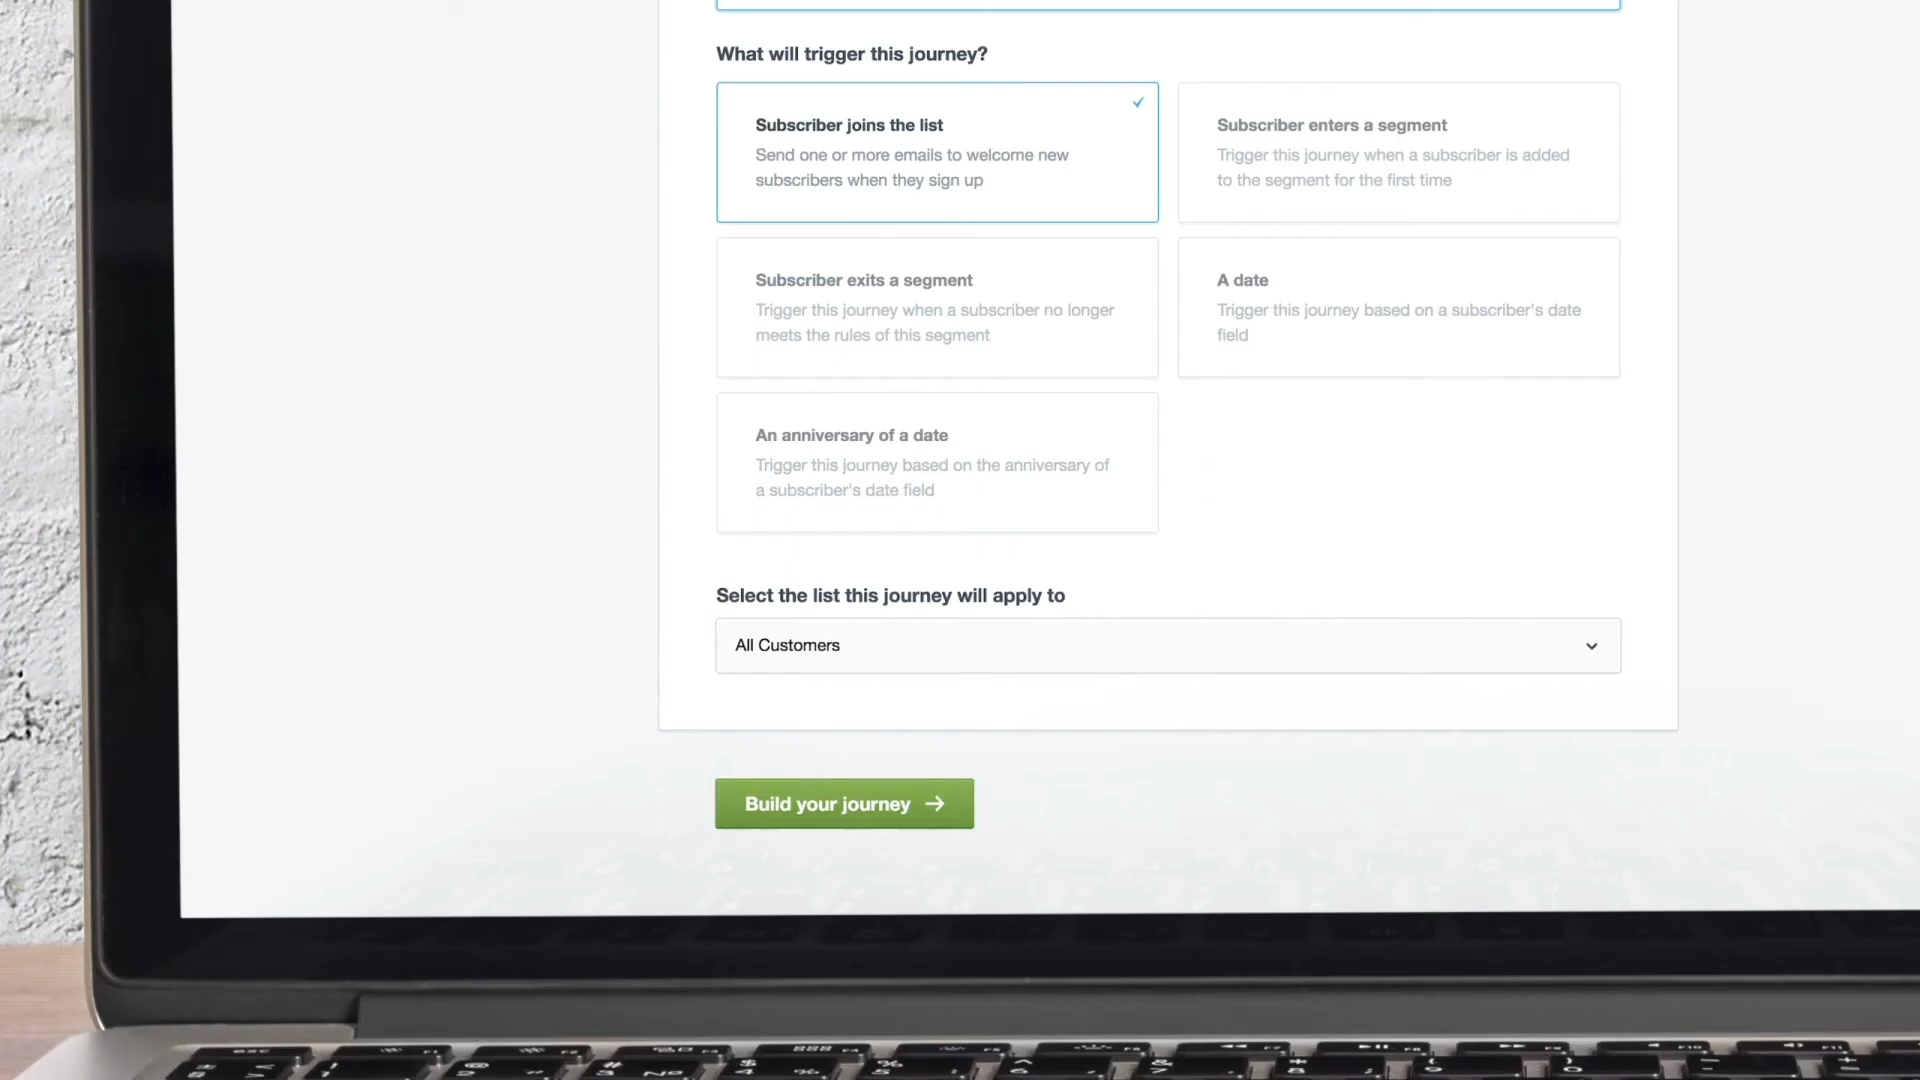 What will trigger this journey?
Subscriber joins the list
Send one or more emails to welcome new
subscribers when they sign up
Subscriber enters a segment
Trigger this journey when a subscriber is added
to the segment for the first time
Subscriber exits a segment
Trigger this journey when a subscriber no longer
meets the rules of this segment
A date
Trigger this journey based on a subscriber's date
field
An anniversary of a date
Trigger this journey based on the anniversary of
a subscriber's date field
Select the list this journey will apply to
All Customers
Build your journey →
esc